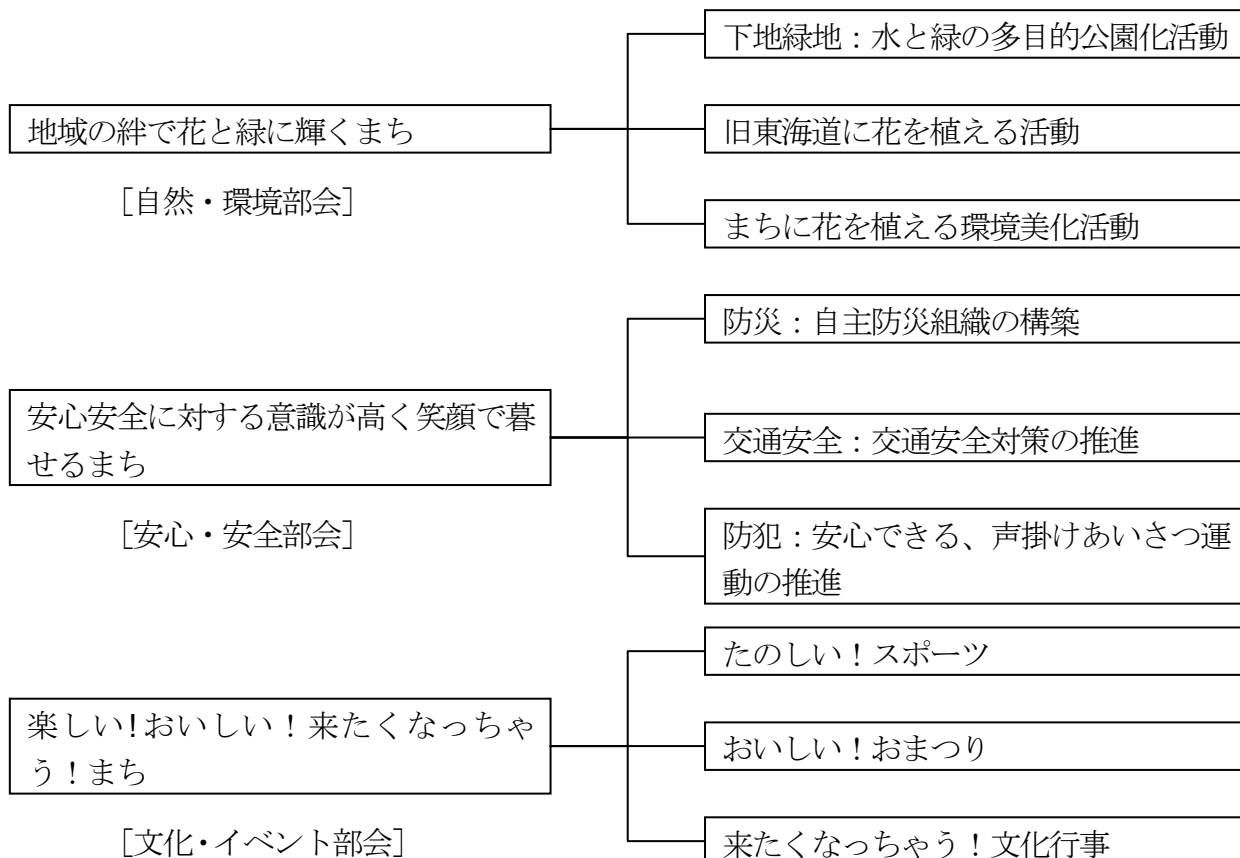 地域の絆で花と緑に輝くまち
［自然・環境部会］
下地緑地：水と緑の多目的公園化活動
旧東海道に花を植える活動
まちに花を植える環境美化活動
安心安全に対する意識が高く笑顔で暮
せるまち
［安心・安全部会］
防災：自主防災組織の構築
交通安全：交通安全対策の推進
防犯：安心できる、声掛けあいさつ運
動の推進
楽しい!おいしい！来たくなっちゃ
う！まち
［文化・イベント部会］
たのしい！スポーツ
おいしい！おまつり
来たくなっちゃう！文化行事